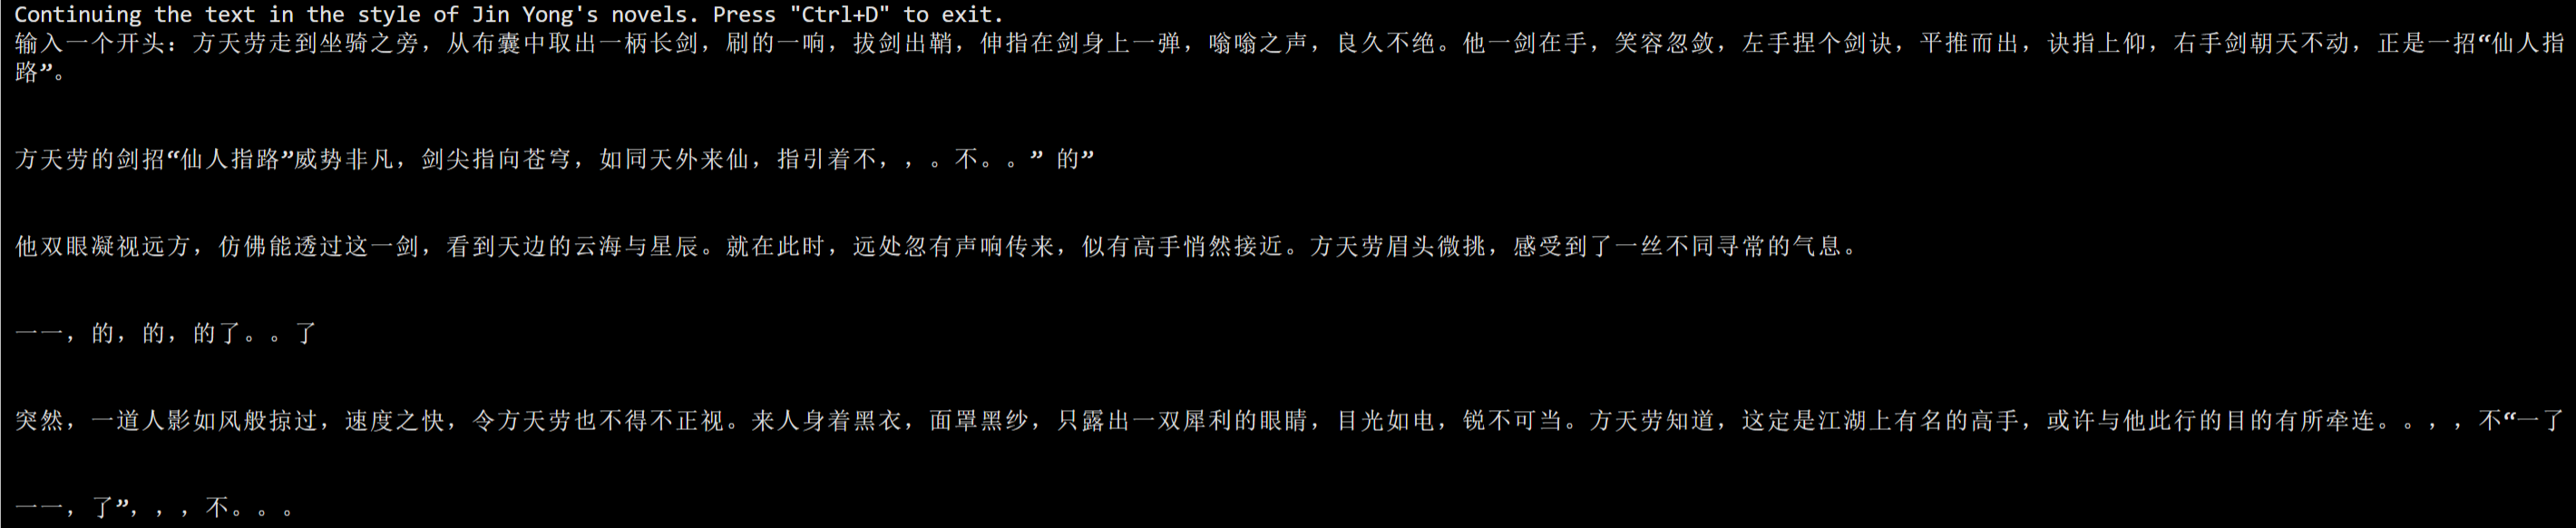 Continuing the text in the style of Jin Yong's novels. Press "Ctrl+D" to exit.
输入一个开头：方天劳走到坐骑之旁，从布囊中取出一柄长剑，刷的一响，拔剑出鞘，伸指在剑身上一弹，嗡嗡之声，良久不绝。他一剑在手，笑容忽敛，左手捏个剑诀，平推而出，诀指上仰，右手剑朝天不动，正是一招“仙人指
路”。
方天劳的剑招“仙人指路”威势非凡，剑尖指向苍穹，如同天外来仙，指引着不，，。不。。” 的”
他双眼凝视远方，仿佛能透过这一剑，看到天边的云海与星辰。就在此时，远处忽有声响传来，似有高手悄然接近。方天劳眉头微挑，感受到了一丝不同寻常的气息。
一一，的，的，的了。。了
突然，一道人影如风般掠过，速度之快，令方天劳也不得不正视。来人身着黑衣，面罩黑纱，只露出一双犀利的眼睛，目光如电，锐不可当。方天劳知道，这定是江湖上有名的高手，或许与他此行的目的有所牵连。。，，不“一了
一一，了”，，，不。。。